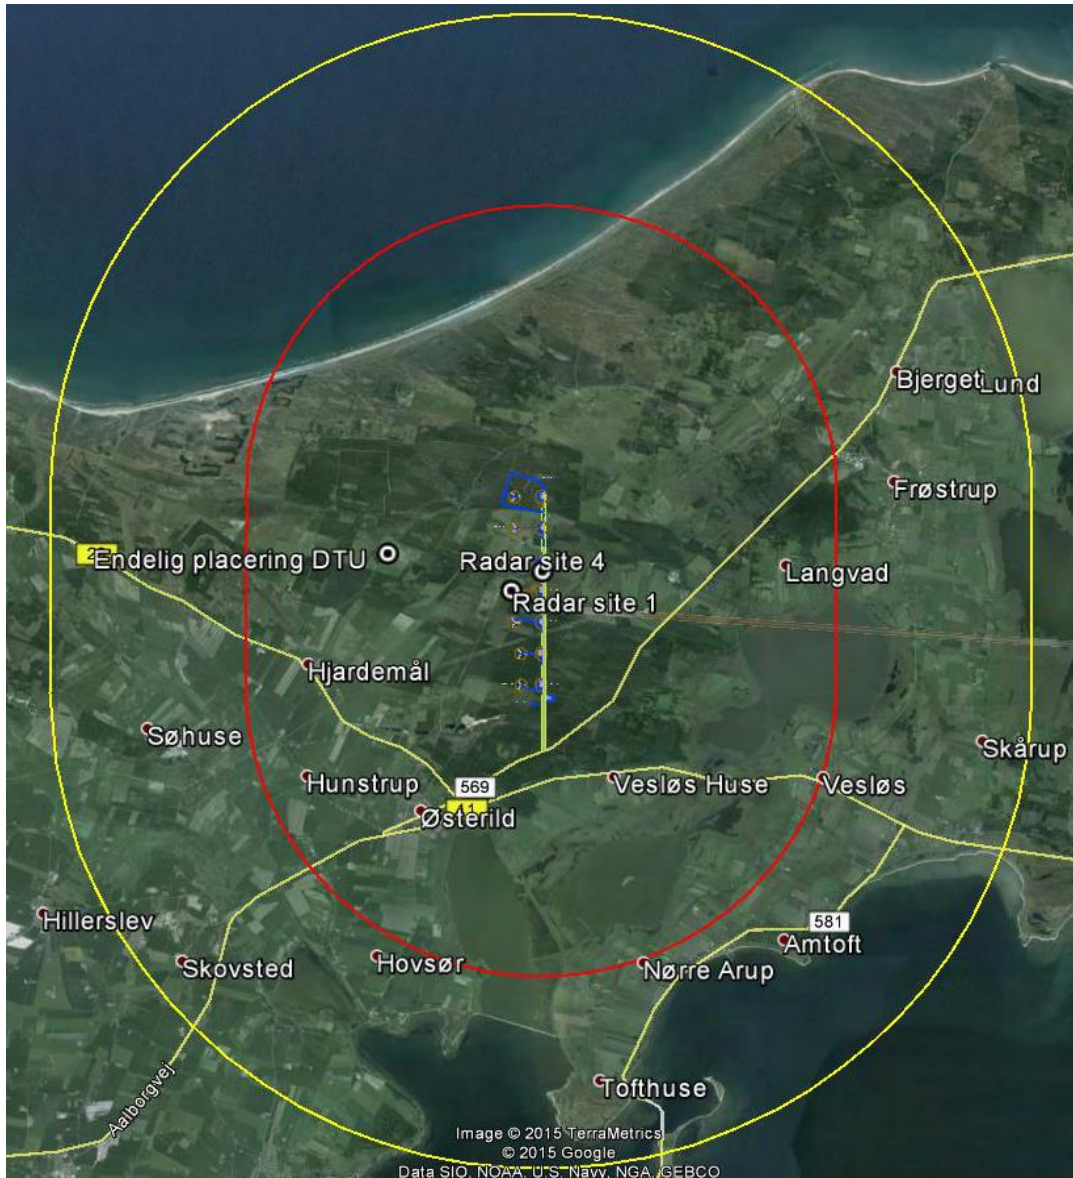 Bjerget
Lund
Frøstrup
Endelig placering DTU
Radar site 4
Langvad
Radar site 1
Hjardemål
Søhuse
Skårup
Hunstrup
569
Vesløs Huse
Vesløs
11
Østerild
Hillerslev
581
Amtoft
Skovsted
Hovsør
Nørre Arup
Tofthuse
Aalborgvej
Image © 2015 TerraMetrics
© 2015 Google
Data SIO, NOAA, U.S. Navy, NGA, GEBCO